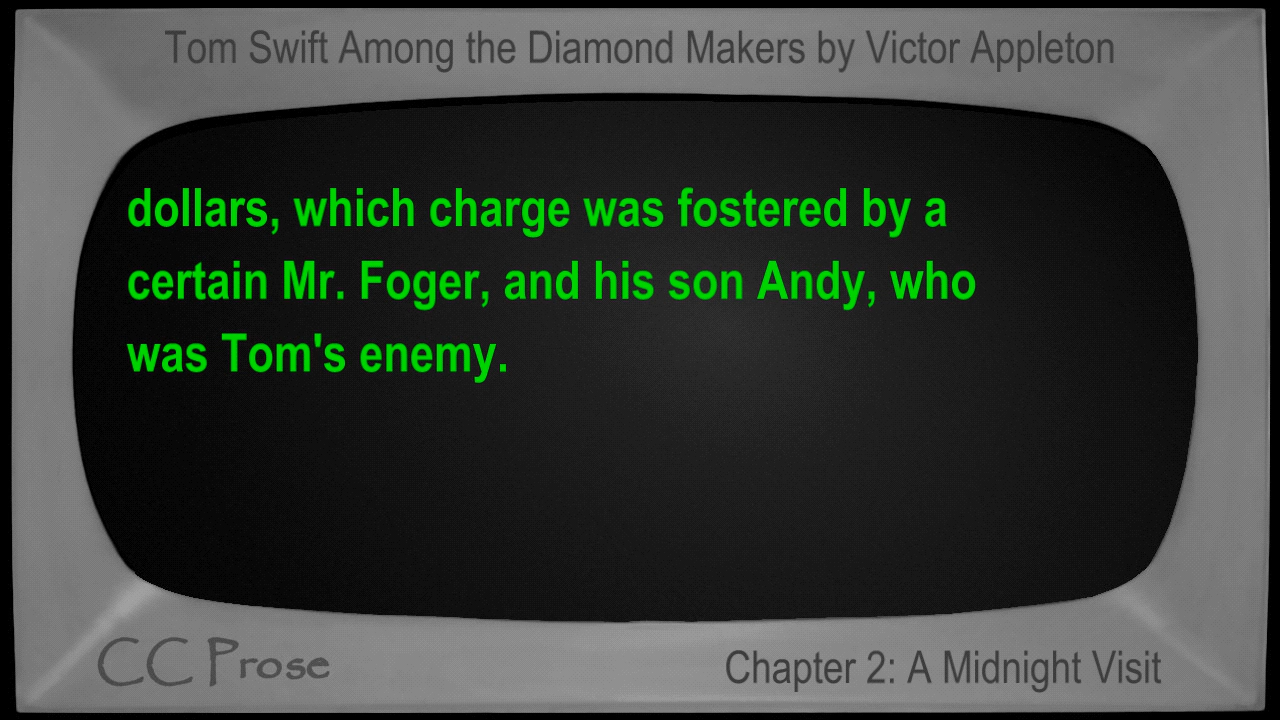 Tom Swift Among the Diamond Makers by Victor Appleton
dollars, which charge was fostered by a
certain Mr. Foger, and his son Andy, who
was Tom's enemy.
CC Prose
Chapter 2: A Midnight Visit